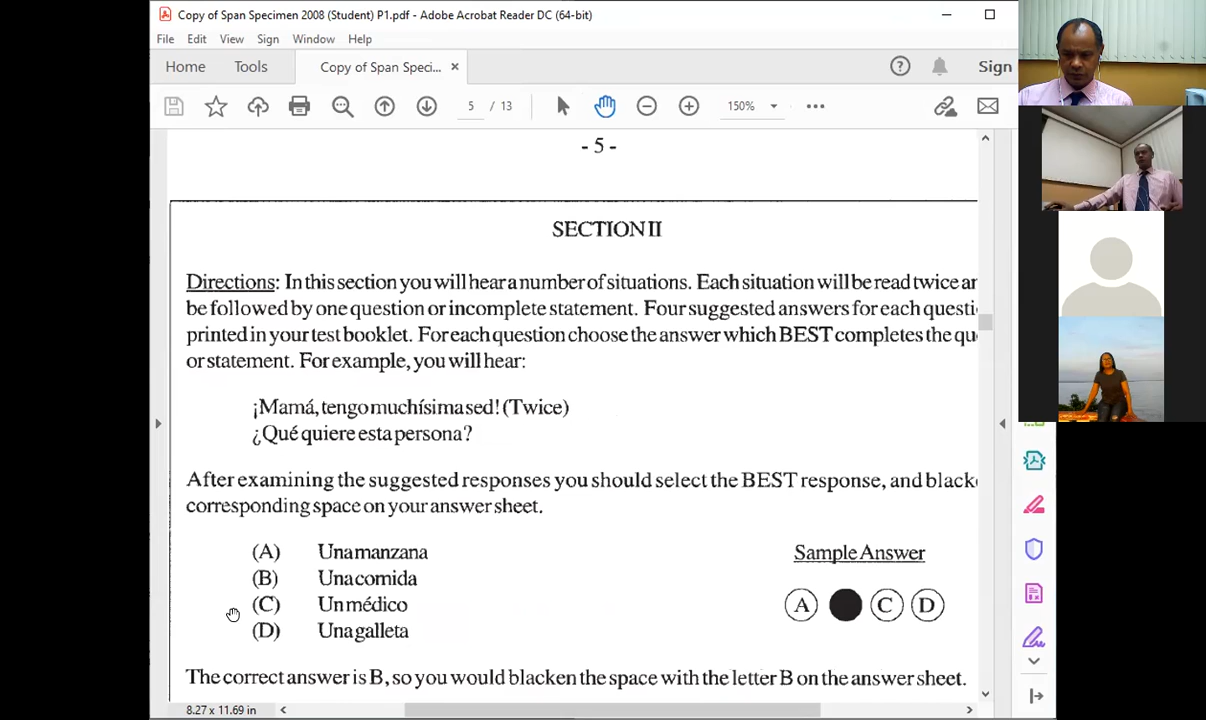 Copy of Span Specimen 2008 (Student) P1.pdf - Adobe Acrobat Reader DC (64-bit)
File Edit View Sign Window Help
Home Tools Copy of Span Speci... × Sign
5 / 13 150%
- 5 -
SECTION II
Directions: In this section you will hear a number of situations. Each situation will be read twice an
be followed by one question or incomplete statement. Four suggested answers for each questi
printed in your test booklet. For each question choose the answer which BEST completes the qu
or statement. For example, you will hear:
¡Mamá, tengo muchísima sed! (Twice)
¿Qué quiere esta persona?
After examining the suggested responses you should select the BEST response, and black
corresponding space on your answer sheet.
(A) Una manzana
Sample Answer
(B) Una comida
(C) Un médico
A C D
(D) Una galleta
The correct answer is B, so you would blacken the space with the letter B on the answer sheet.
8.27 x 11.69 in